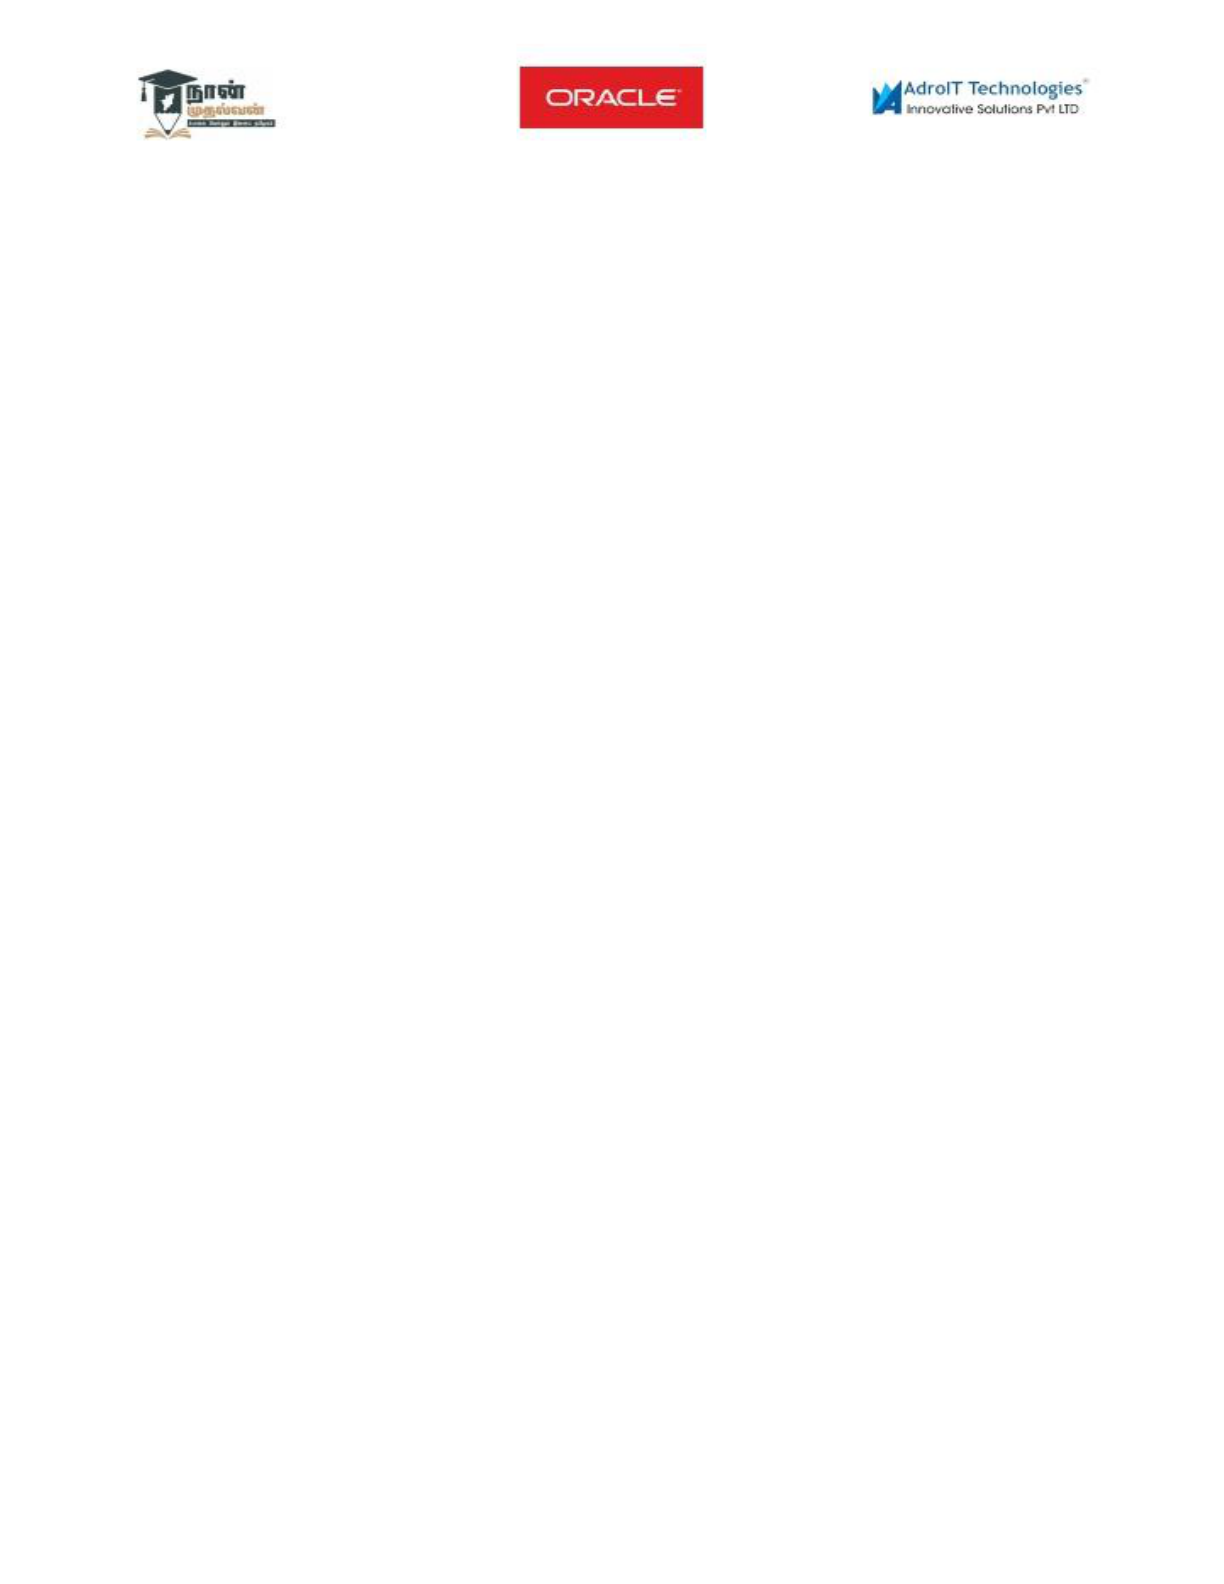 நான்
முதல்வன்
ORACLE
AdroIT Technologies
Innovative Solutions Pvt LTD